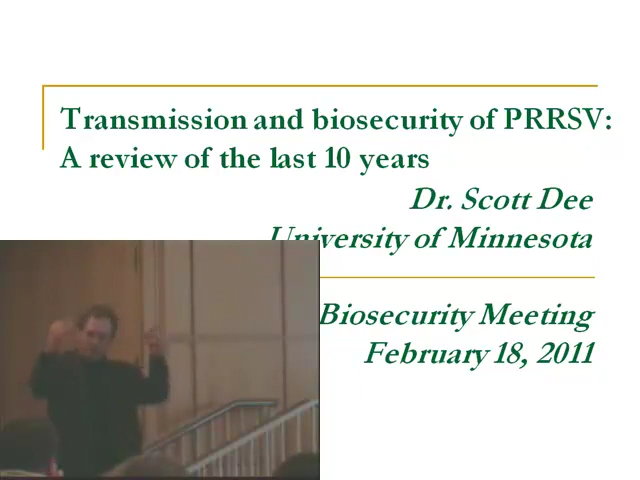 Transmission and biosecurity of PRRSV:
A review of the last 10 years
Dr. Scott Dee
University of Minnesota
Biosecurity Meeting
February 18, 2011